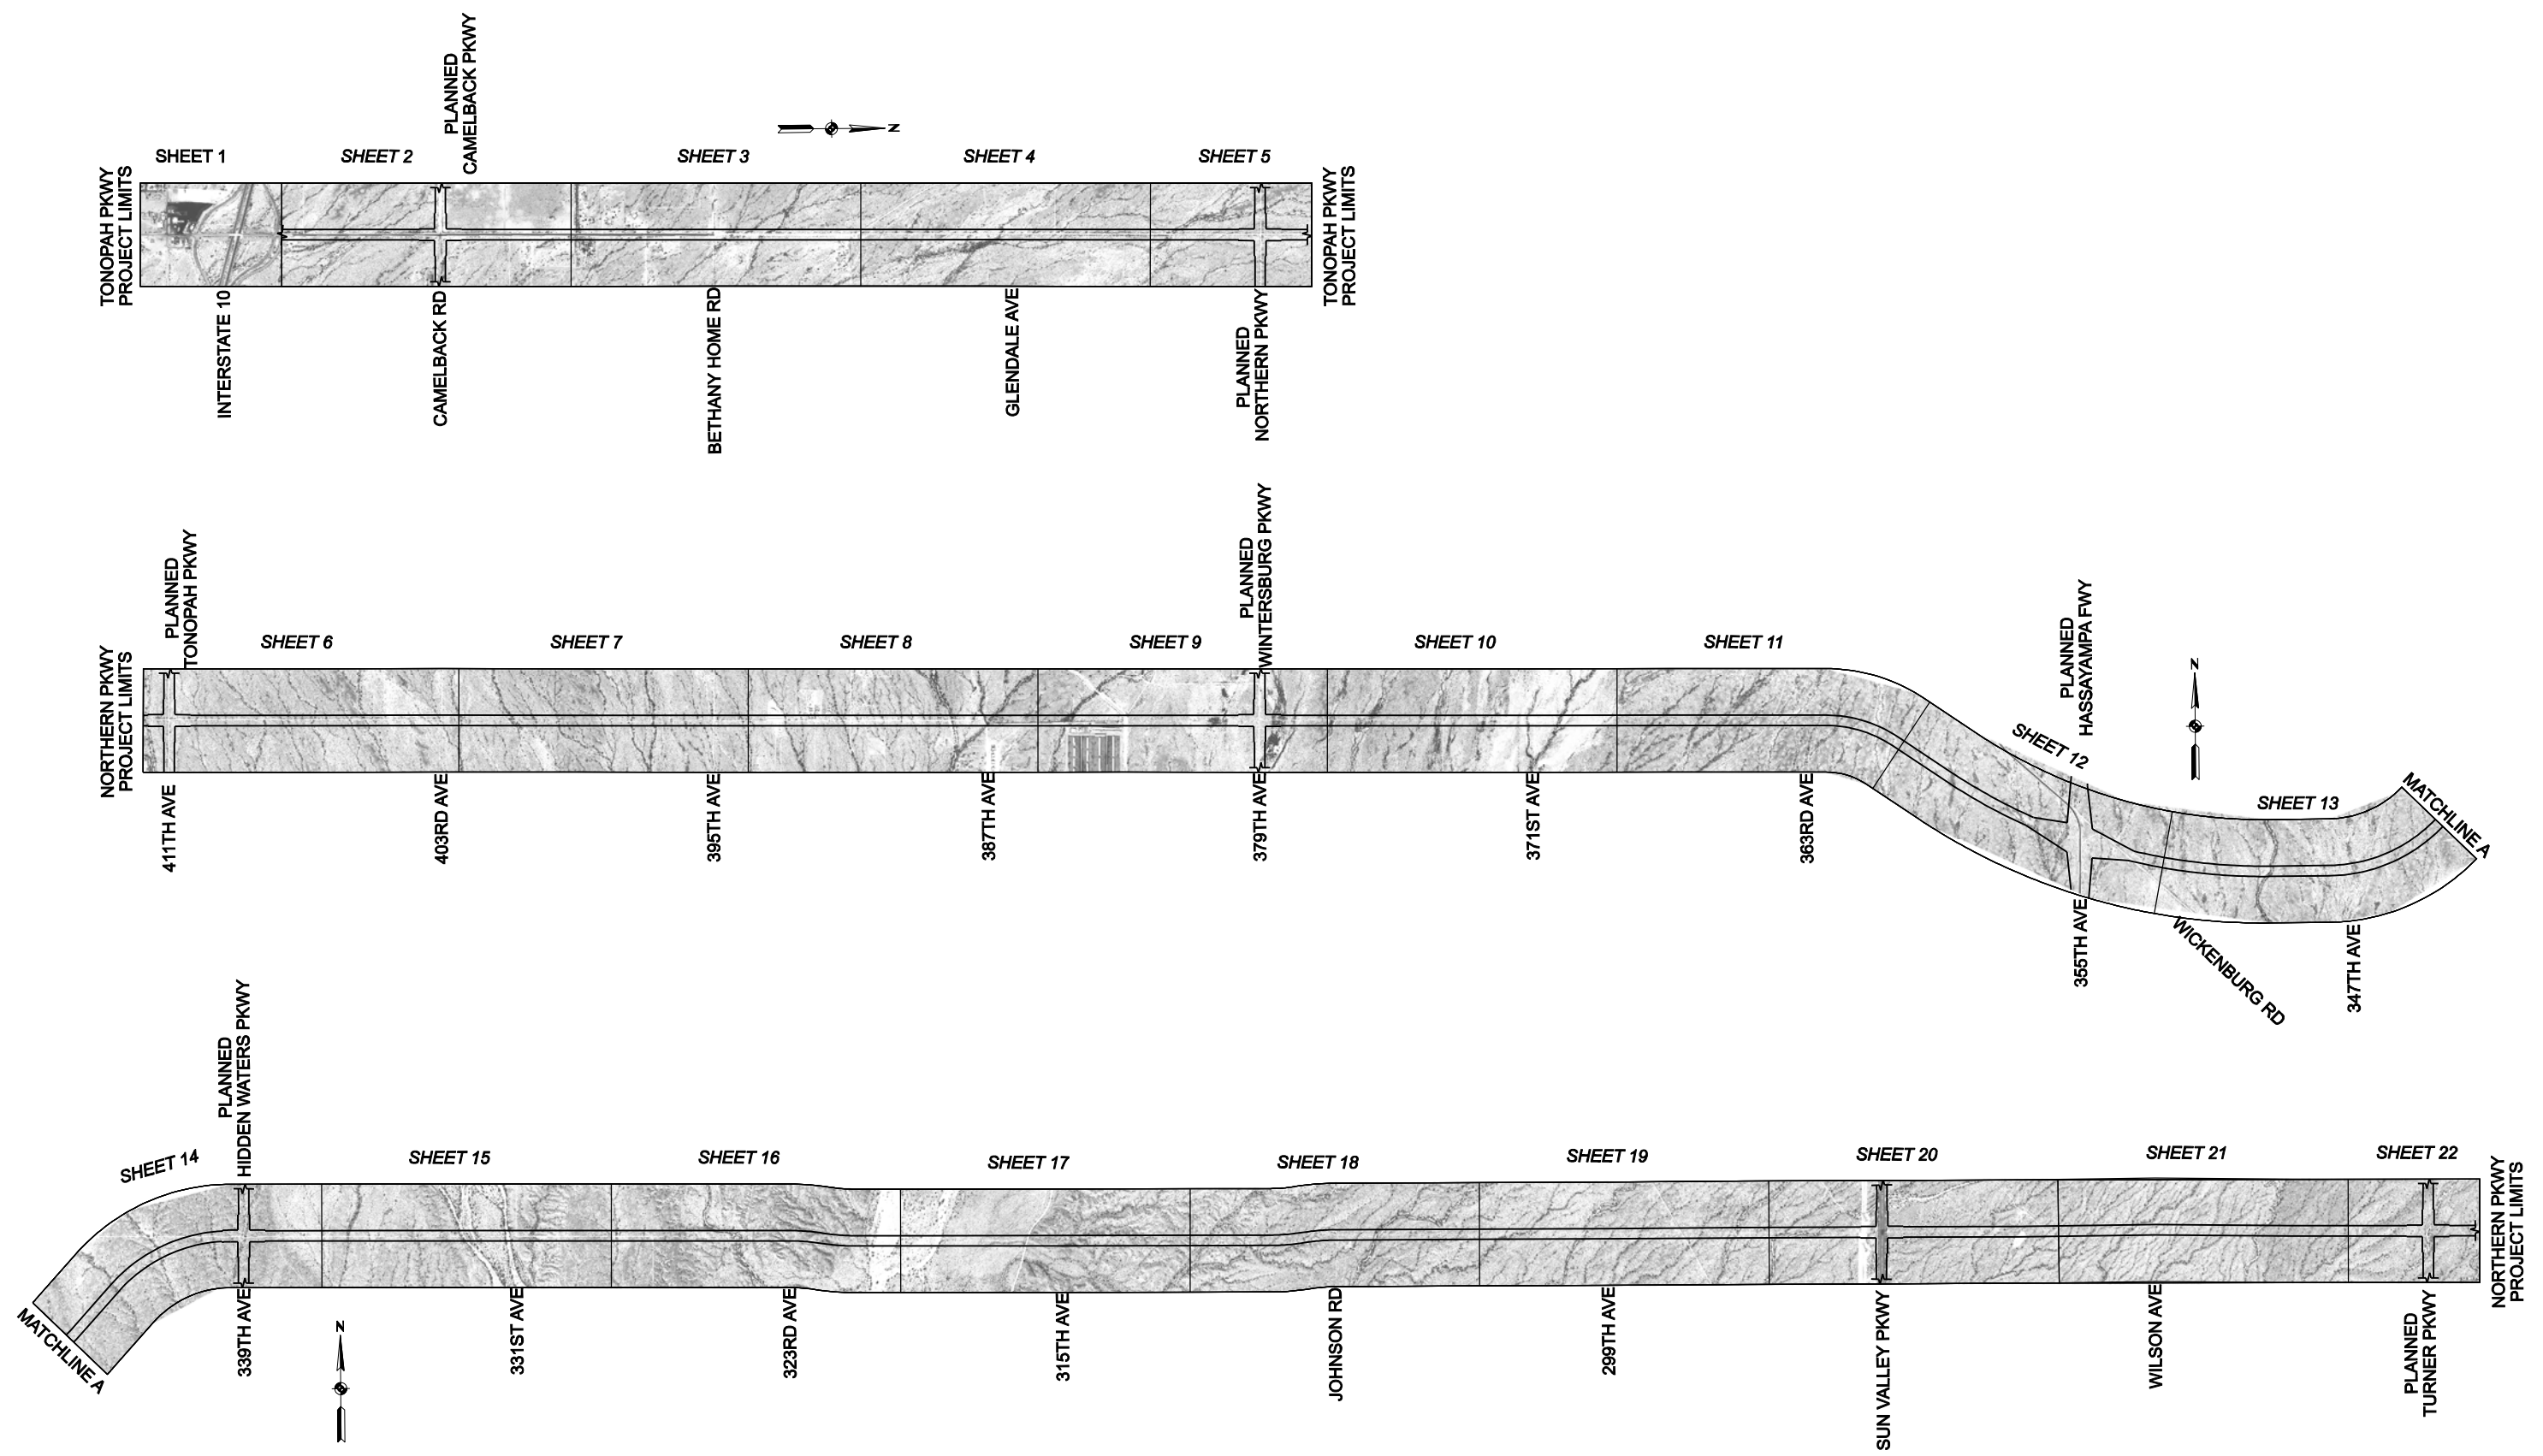 PLANNED
CAMELBACK PKWY
N
SHEET 1
SHEET 2
SHEET 3
SHEET 4
SHEET 5
TONOPAH PKWY
PROJECT LIMITS
TONOPAH PKWY
PROJECT LIMITS
INTERSTATE 10
CAMELBACK RD
BETHANY HOME RD
GLENDALE AVE
PLANNED
NORTHERN PKWY
PLANNED
TONOPAH PKWY
PLANNED
WINTERSBURG PKWY
PLANNED
HASSAYAMPA FWY
N
SHEET 6
SHEET 7
SHEET 8
SHEET 9
SHEET 10
SHEET 11
SHEET 12
SHEET 13
NORTHERN PKWY
PROJECT LIMITS
MATCHLINE A
411TH AVE
403RD AVE
395TH AVE
387TH AVE
379TH AVE
371ST AVE
363RD AVE
355TH AVE
WICKENBURG RD
347TH AVE
PLANNED
HIDDEN WATERS PKWY
SHEET 14
SHEET 15
SHEET 16
SHEET 17
SHEET 18
SHEET 19
SHEET 20
SHEET 21
SHEET 22
NORTHERN PKWY
PROJECT LIMITS
MATCHLINE A
339TH AVE
N
331ST AVE
323RD AVE
315TH AVE
JOHNSON RD
299TH AVE
SUN VALLEY PKWY
WILSON AVE
PLANNED
TURNER PKWY